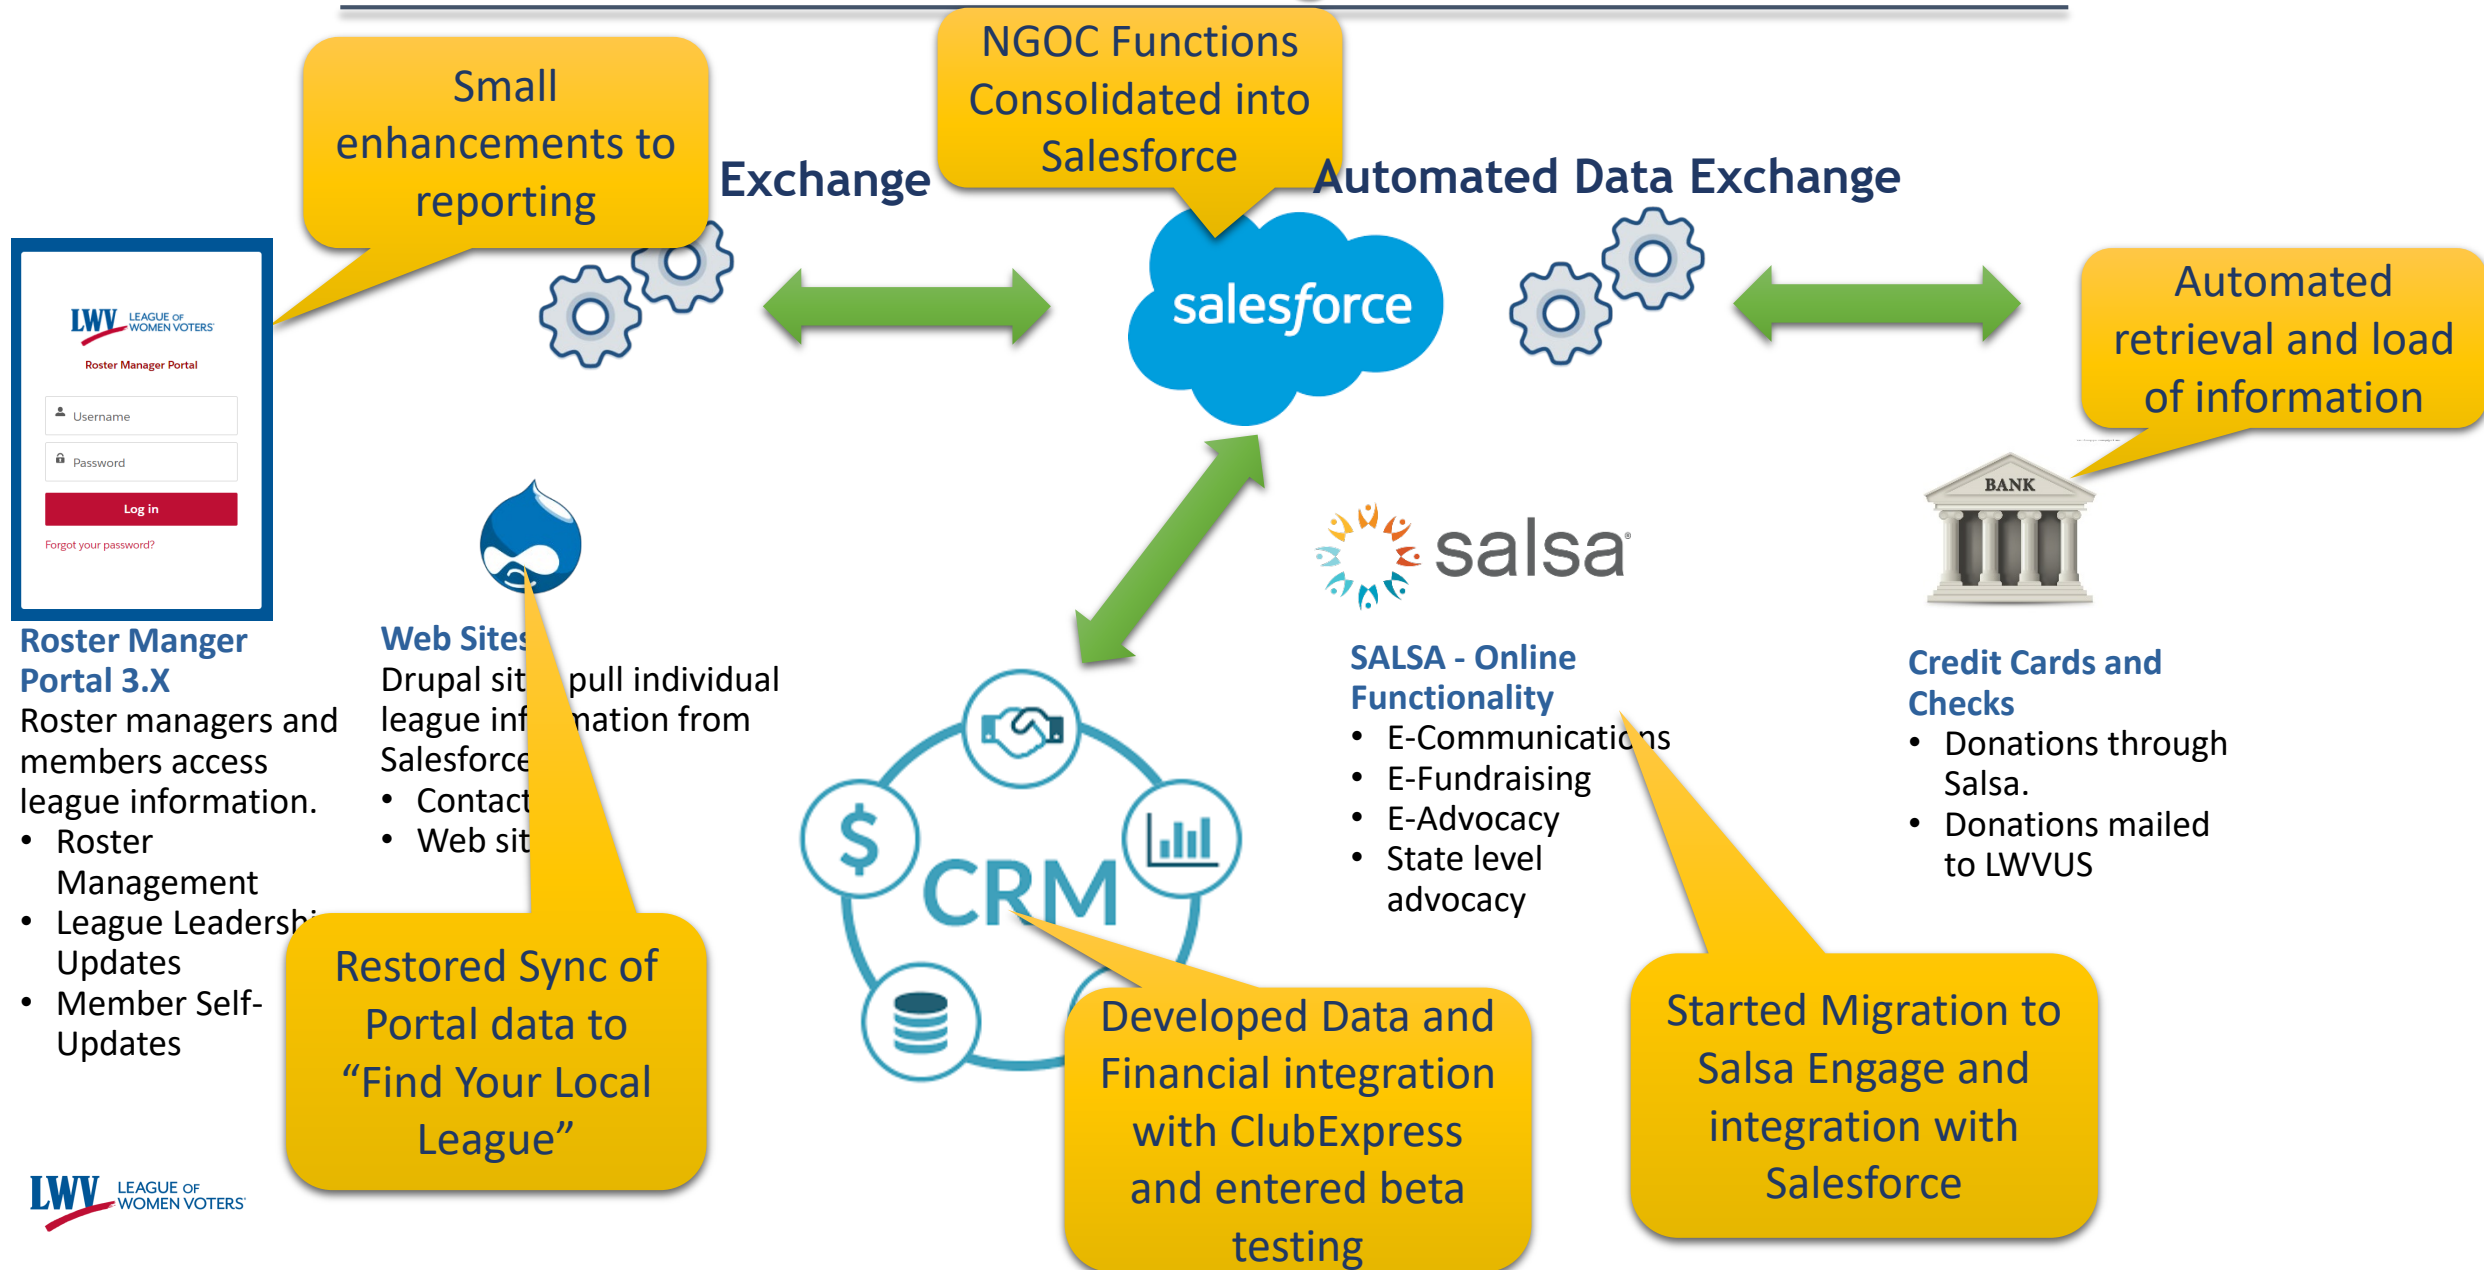 Small
enhancements to
reporting
NGOC Functions
Consolidated into
Salesforce
Exchange
Automated Data Exchange
Automated
retrieval and load
of information
LWV LEAGUE OF
WOMEN VOTERS®
Roster Manager Portal
Username
Password
Log in
Forgot your password?
salesforce
salsa®
BANK
Roster Manger
Portal 3.X
Roster managers and
members access
league information.
• Roster
Management
• League Leadership
Updates
• Member Self-
Updates
Web Sites
Drupal sit pull individual
league inf mation from
Salesforce
• Contact
• Web sit
Restored Sync of
Portal data to
“Find Your Local
League”
$
CRM
Developed Data and
Financial integration
with ClubExpress
and entered beta
testing
SALSA - Online
Functionality
• E-Communications
• E-Fundraising
• E-Advocacy
• State level
advocacy
Started Migration to
Salsa Engage and
integration with
Salesforce
Credit Cards and
Checks
• Donations through
Salsa.
• Donations mailed
to LWVUS
LWV LEAGUE OF
WOMEN VOTERS®